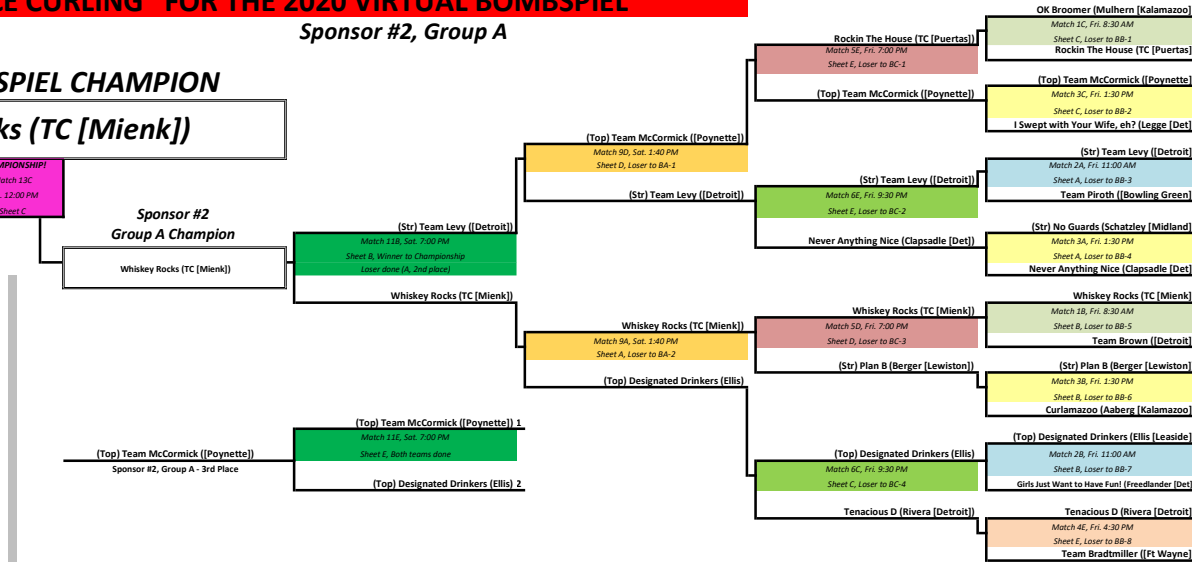 CURLING" FOR THE 2020 VIRTUAL BOMBSPIEL
Sponsor #2, Group A
CHAMPION
(TC [Mienk])
Match 13C
12:00 PM
Sheet C
Sponsor #2
Group A Champion
Whiskey Rocks (TC [Mienk])
(Str) Team Levy ([Detroit])
Match 11B, Sat. 7:00 PM
Sheet B, Winner to Championship
Loser done (A, 2nd place)
Whiskey Rocks (TC [Mienk])
(Top) Team McCormick ([Poynette]) 1
Match 11E, Sat. 7:00 PM
Sheet E, Both teams done
(Top) Designated Drinkers (Ellis) 2
(Top) Team McCormick ([Poynette])
Sponsor #2, Group A - 3rd Place
(Top) Team McCormick ([Poynette])
Match 9D, Sat. 1:40 PM
Sheet D, Loser to BA-1
(Str) Team Levy ([Detroit])
Whiskey Rocks (TC [Mienk])
Match 9A, Sat. 1:40 PM
Sheet A, Loser to BA-2
(Top) Designated Drinkers (Ellis)
Rockin The House (TC [Puertas])
Match 5E, Fri. 7:00 PM
Sheet E, Loser to BC-1
(Top) Team McCormick ([Poynette])
(Str) Team Levy ([Detroit])
Match 6E, Fri. 9:30 PM
Sheet E, Loser to BC-2
Never Anything Nice (Clapsadle [Det])
Whiskey Rocks (TC [Mienk])
Match 5D, Fri. 7:00 PM
Sheet D, Loser to BC-3
(Str) Plan B (Berger [Lewiston])
(Top) Designated Drinkers (Ellis)
Match 6C, Fri. 9:30 PM
Sheet C, Loser to BC-4
Tenacious D (Rivera [Detroit])
OK Broomer (Mulhern [Kalamazoo]
Match 1C, Fri. 8:30 AM
Sheet C, Loser to BB-1
Rockin The House (TC [Puertas]
(Top) Team McCormick ([Poynette]
Match 3C, Fri. 1:30 PM
Sheet C, Loser to BB-2
I Swept with Your Wife, eh? (Legge [Det]
(Str) Team Levy ([Detroit]
Match 2A, Fri. 11:00 AM
Sheet A, Loser to BB-3
Team Piroth ([Bowling Green]
(Str) No Guards (Schatzley [Midland]
Match 3A, Fri. 1:30 PM
Sheet A, Loser to BB-4
Never Anything Nice (Clapsadle [Det]
Whiskey Rocks (TC [Mienk]
Match 1B, Fri. 8:30 AM
Sheet B, Loser to BB-5
Team Brown ([Detroit]
(Str) Plan B (Berger [Lewiston]
Match 3B, Fri. 1:30 PM
Sheet B, Loser to BB-6
Curlamazoo (Aaberg [Kalamazoo]
(Top) Designated Drinkers (Ellis [Leaside]
Match 2B, Fri. 11:00 AM
Sheet B, Loser to BB-7
Girls Just Want to Have Fun! (Freedlander [Det]
Tenacious D (Rivera [Detroit]
Match 4E, Fri. 4:30 PM
Sheet E, Loser to BB-8
Team Bradtmiller ([Ft Wayne]